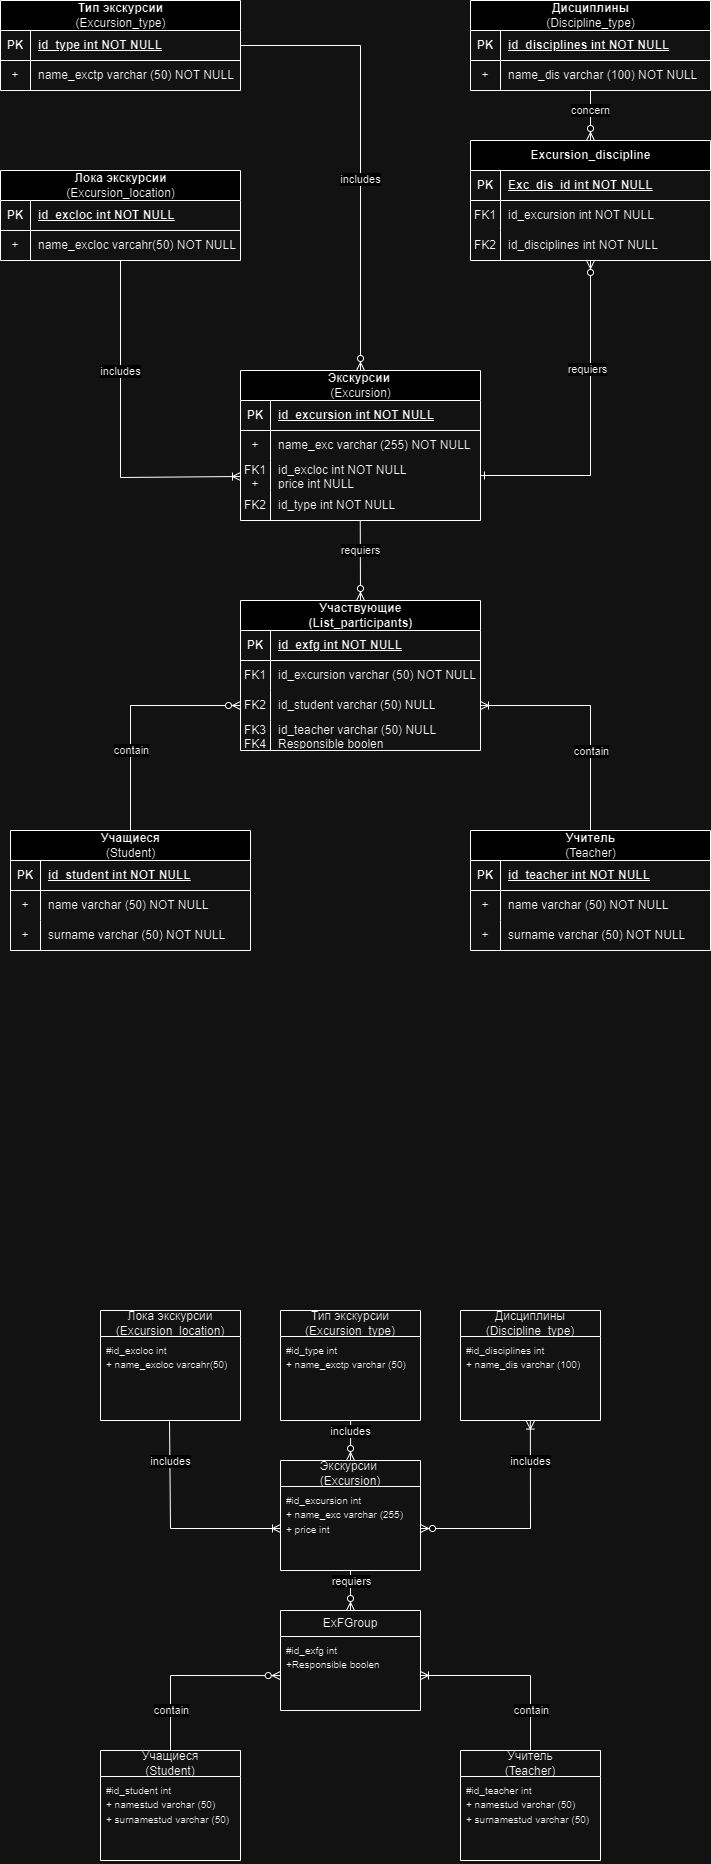 Тип экскурсии
(Excursion_type)
PK id_type int NOT NULL
+ name_exctp varchar (50) NOT NULL
Дисциплины
(Discipline_type)
PK id_disciplines int NOT NULL
+ name_dis varchar (100) NOT NULL
concern
Excursion_discipline
PK Exc_dis_id int NOT NULL
FK1 id_excursion int NOT NULL
FK2 id_disciplines int NOT NULL
includes
Лока экскурсии
(Excursion_location)
PK id_excloc int NOT NULL
+ name_excloc varcahr(50) NOT NULL
includes
requiers
Экскурсии
(Excursion)
PK id_excursion int NOT NULL
+ name_exc varchar (255) NOT NULL
FK1 id_excloc int NOT NULL
+ price int NULL
FK2 id_type int NOT NULL
requiers
Участвующие
(List_participants)
PK id_exfg int NOT NULL
FK1 id_excursion varchar (50) NOT NULL
FK2 id_student varchar (50) NULL
FK3 id_teacher varchar (50) NULL
FK4 Responsible boolen
contain
contain
Учащиеся
(Student)
PK id_student int NOT NULL
+ name varchar (50) NOT NULL
+ surname varchar (50) NOT NULL
Учитель
(Teacher)
PK id_teacher int NOT NULL
+ name varchar (50) NOT NULL
+ surname varchar (50) NOT NULL
Лока экскурсии
(Excursion_location)
#id_excloc int
+ name_excloc varcahr(50)
Тип экскурсии
(Excursion_type)
#id_type int
+ name_exctp varchar (50)
Дисциплины
(Discipline_type)
#id_disciplines int
+ name_dis varchar (100)
includes
includes
includes
Экскурсии
(Excursion)
#id_excursion int
+ name_exc varchar (255)
+ price int
requiers
ExFGroup
#id_exfg int
+Responsible boolen
contain
contain
Учащиеся
(Student)
#id_student int
+ namestud varchar (50)
+ surnamestud varchar (50)
Учитель
(Teacher)
#id_teacher int
+ namestud varchar (50)
+ surnamestud varchar (50)